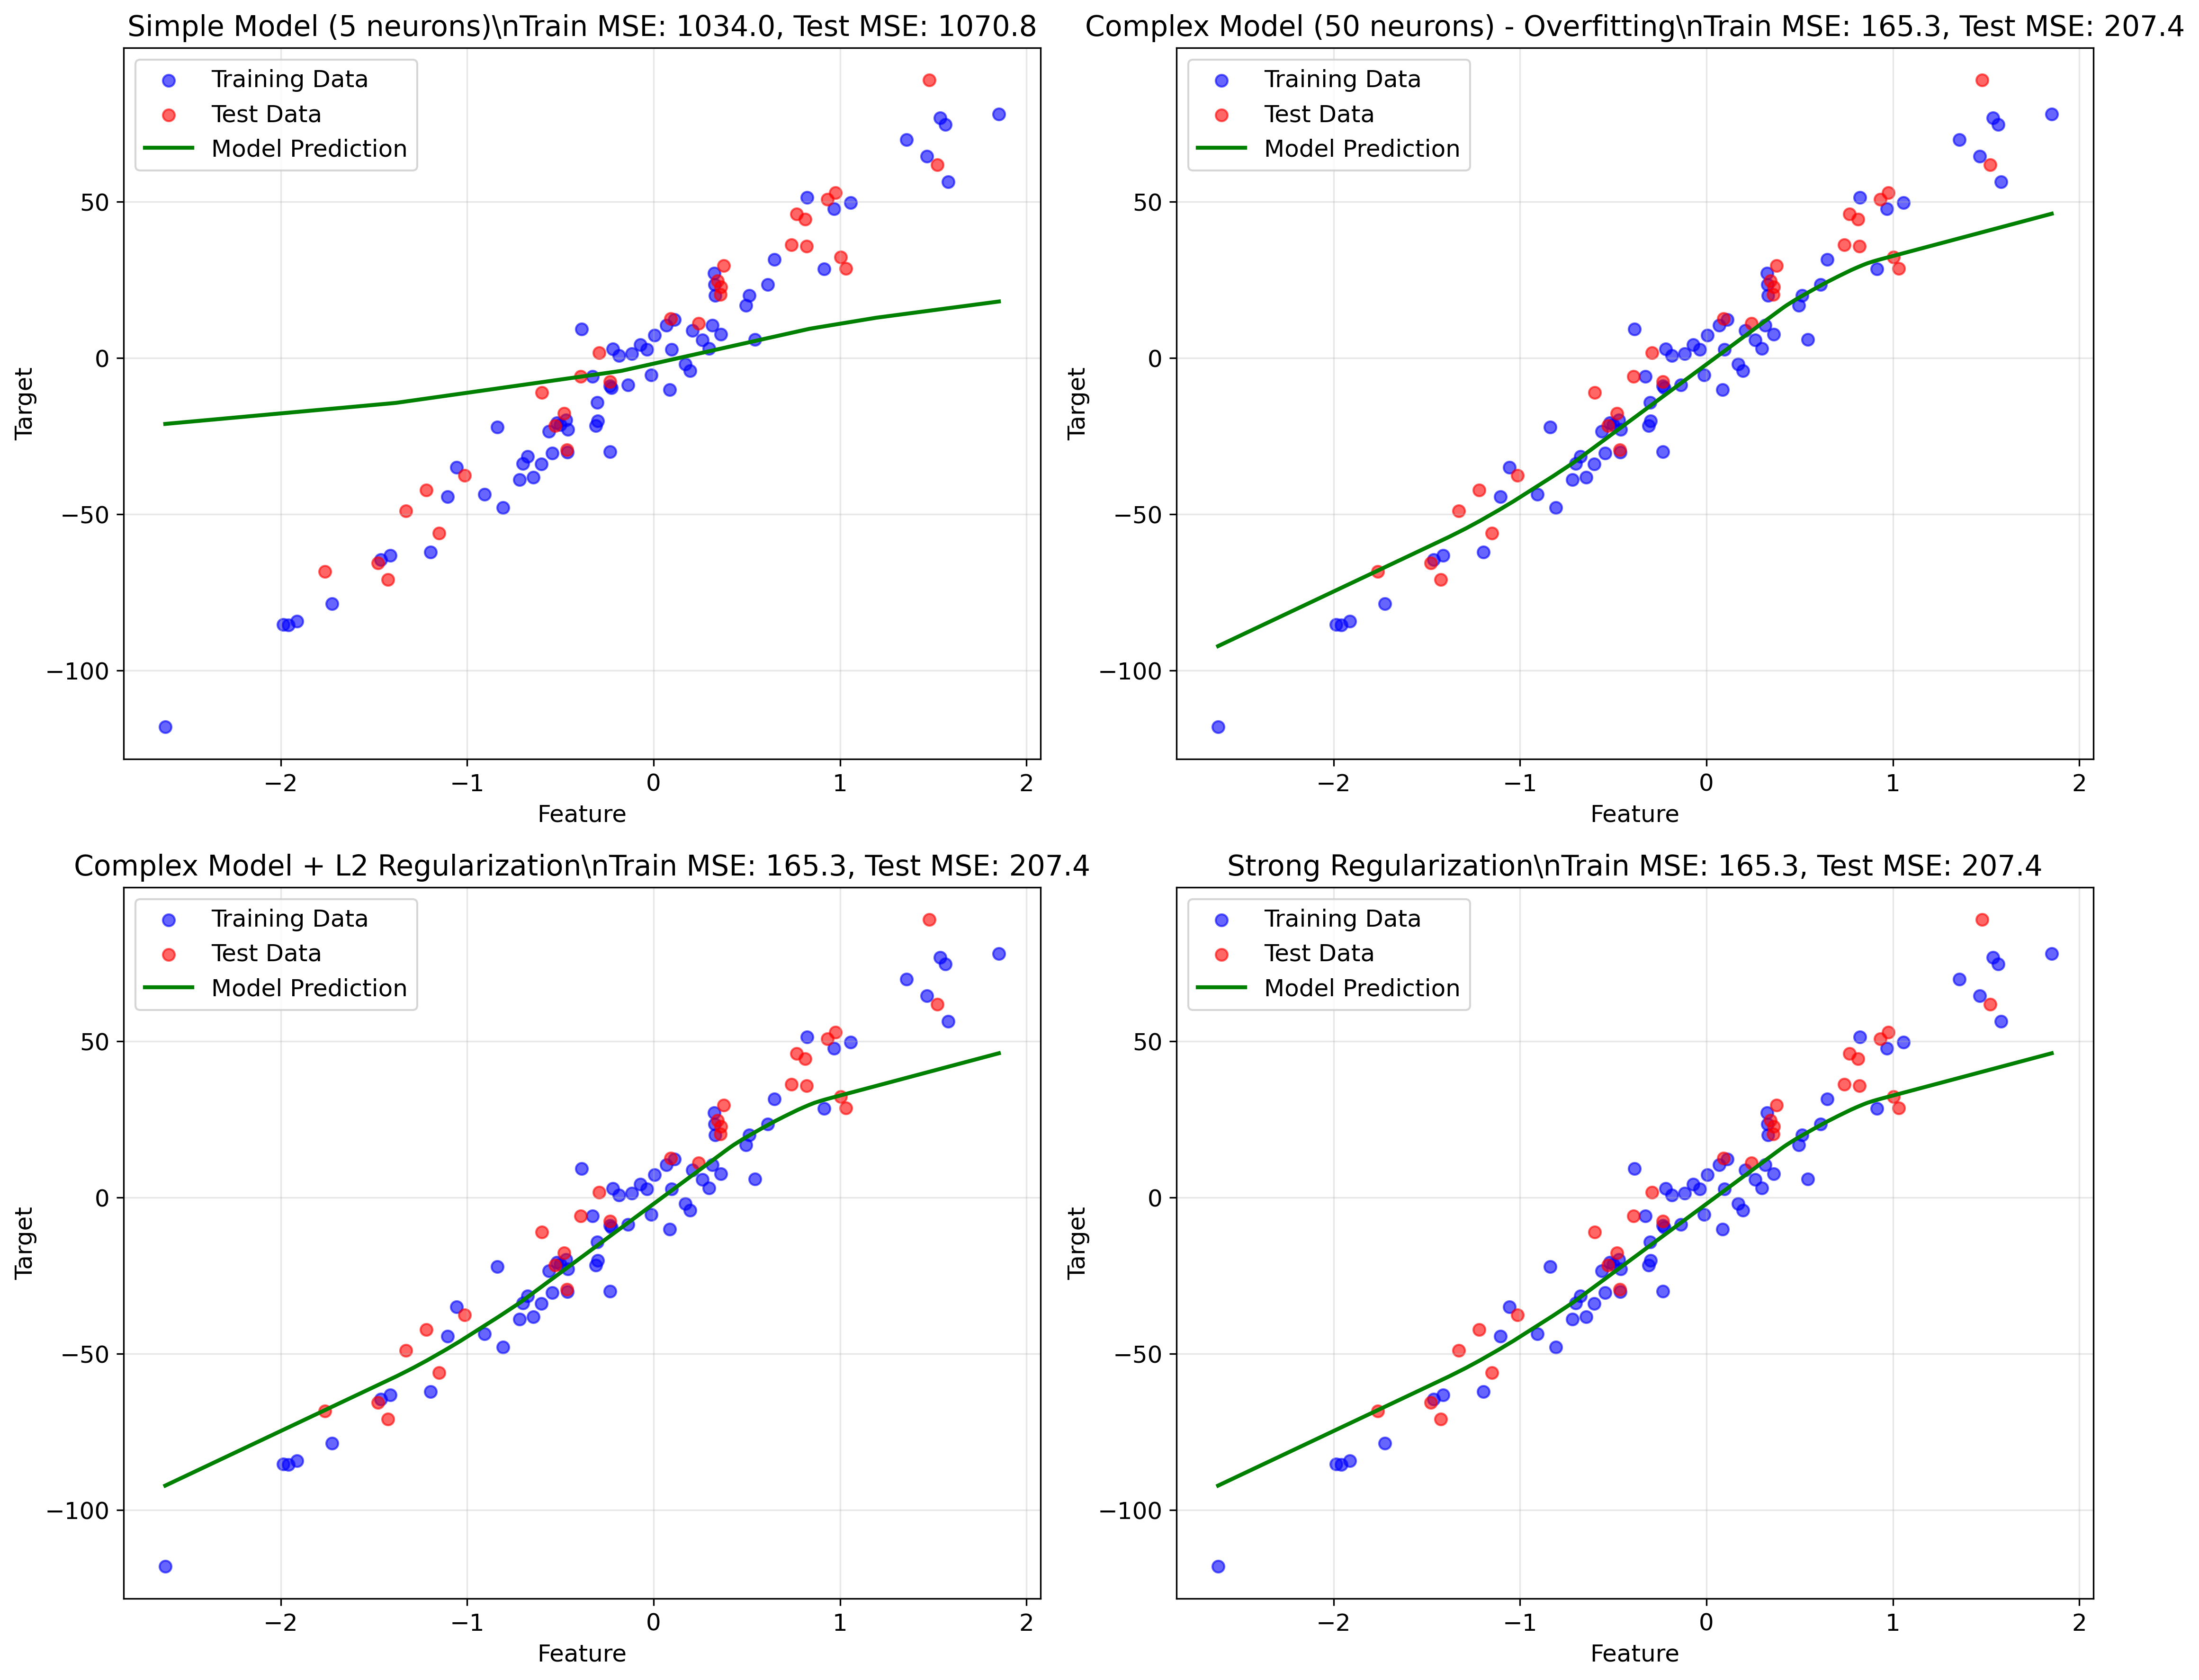 Simple Model (5 neurons)\nTrain MSE: 1034.0, Test MSE: 1070.8
Training Data
Test Data
Model Prediction
50
0
−50
−100
Target
−2
−1
0
1
2
Feature
Complex Model (50 neurons) - Overfitting\nTrain MSE: 165.3, Test MSE: 207.4
Training Data
Test Data
Model Prediction
50
0
−50
−100
Target
−2
−1
0
1
2
Feature
Complex Model + L2 Regularization\nTrain MSE: 165.3, Test MSE: 207.4
Training Data
Test Data
Model Prediction
50
0
−50
−100
Target
−2
−1
0
1
2
Feature
Strong Regularization\nTrain MSE: 165.3, Test MSE: 207.4
Training Data
Test Data
Model Prediction
50
0
−50
−100
Target
−2
−1
0
1
2
Feature